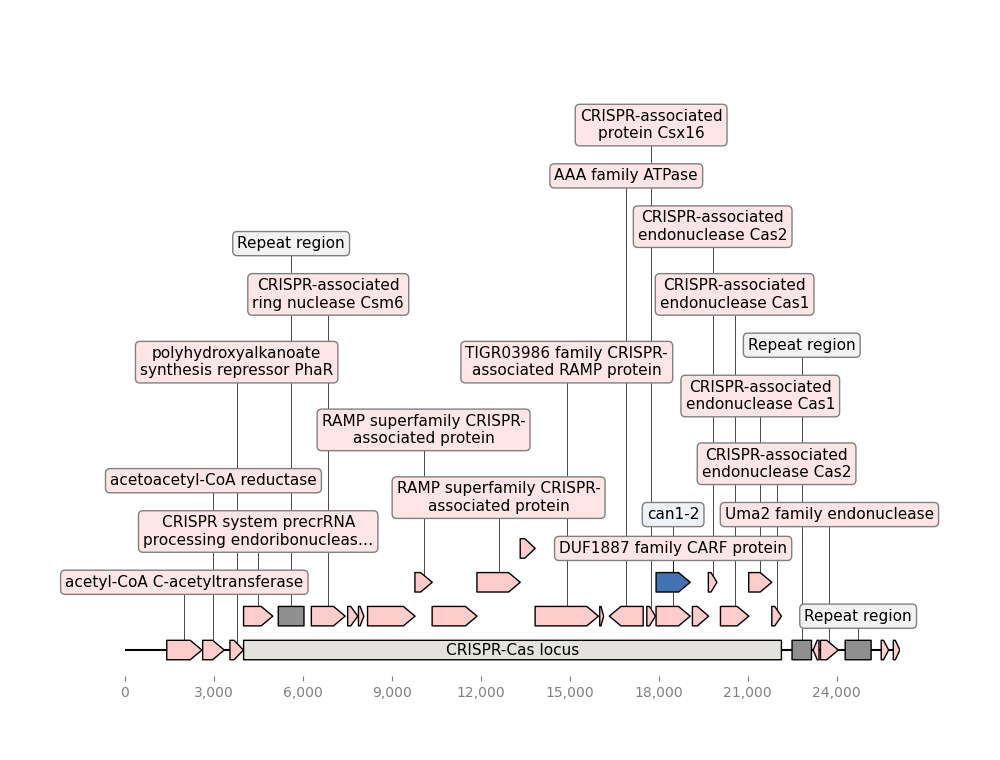 CRISPR-associated
protein Csx16
AAA family ATPase
CRISPR-associated
endonuclease Cas2
Repeat region
CRISPR-associated
ring nuclease Csm6
CRISPR-associated
endonuclease Cas1
Repeat region
polyhydroxyalkanoate
synthesis repressor PhaR
TIGR03986 family CRISPR-
associated RAMP protein
CRISPR-associated
endonuclease Cas1
RAMP superfamily CRISPR-
associated protein
CRISPR-associated
endonuclease Cas2
acetoacetyl-CoA reductase
RAMP superfamily CRISPR-
associated protein
can1-2
Uma2 family endonuclease
CRISPR system precrRNA
processing endoribonucleas...
DUF1887 family CARF protein
acetyl-CoA C-acetyltransferase
Repeat region
CRISPR-Cas locus
0
3,000
6,000
9,000
12,000
15,000
18,000
21,000
24,000